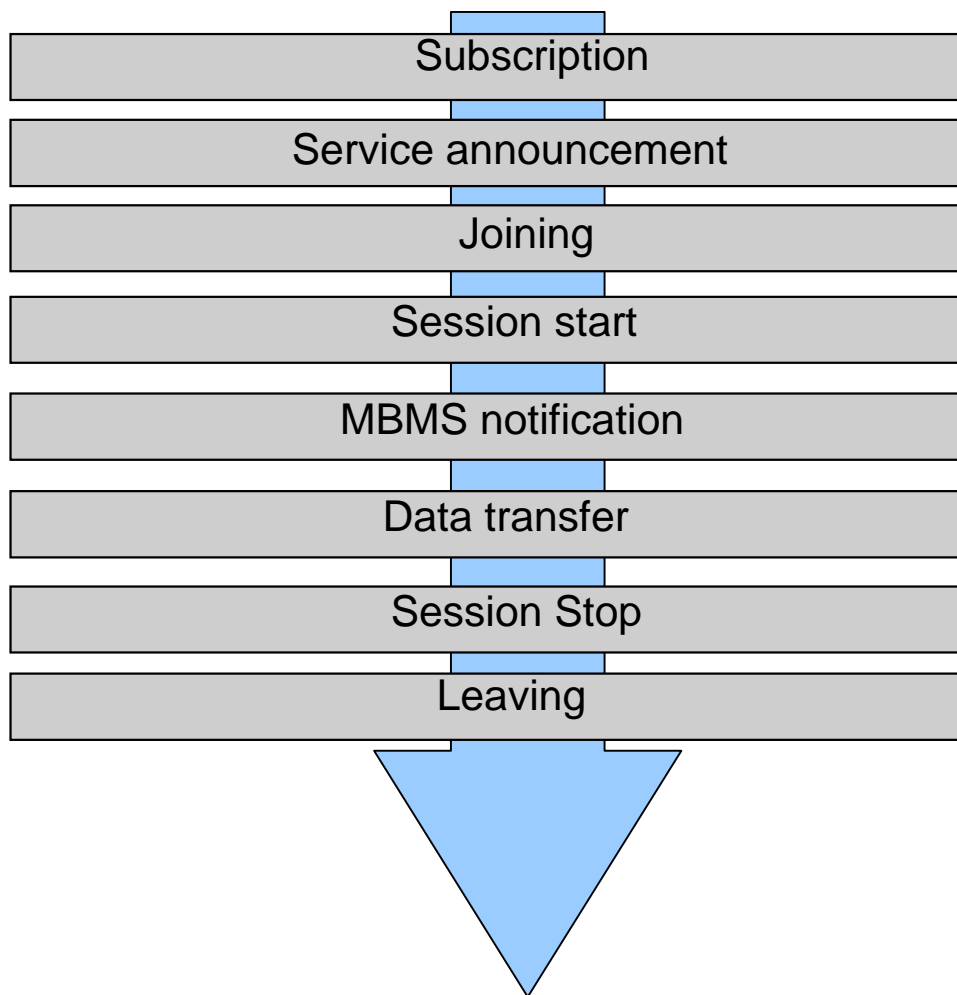 Subscription
Service announcement
Joining
Session start
MBMS notification
Data transfer
Session Stop
Leaving